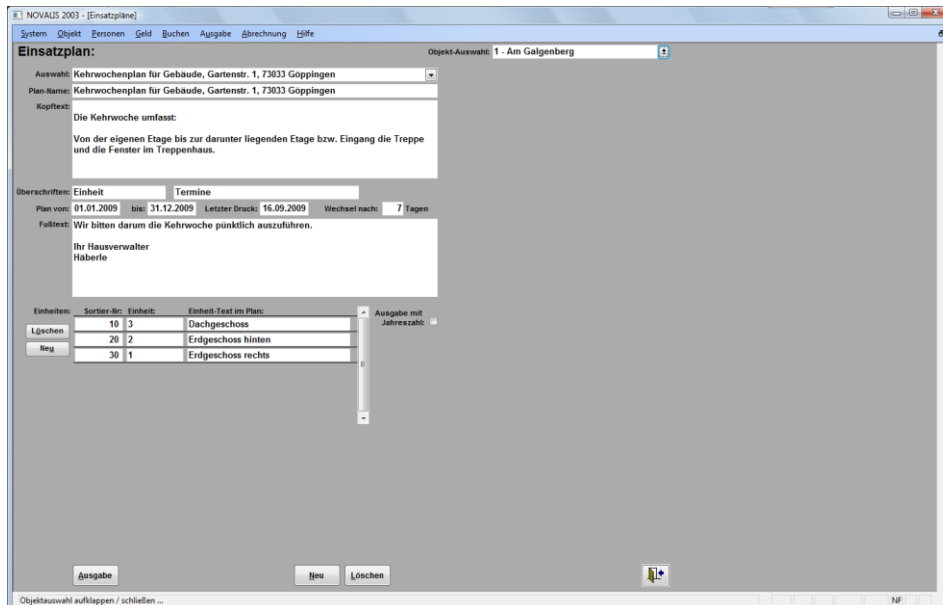 NOVALIS 2003 - [Einsatzpläne]
System Objekt Personen Geld Buchen Ausgabe Abrechnung Hilfe
Einsatzplan:
Objekt-Auswahl: 1 - Am Galgenberg
Auswahl: Kehrwochenplan für Gebäude, Gartenstr. 1, 73033 Göppingen
Plan-Name: Kehrwochenplan für Gebäude, Gartenstr. 1, 73033 Göppingen
Kopftext:
Die Kehrwoche umfasst:
Von der eigenen Etage bis zur darunter liegenden Etage bzw. Eingang die Treppe
und die Fenster im Treppenhaus.
Überschriften: Einheit Termine
Plan von: 01.01.2009 bis: 31.12.2009 Letzter Druck: 16.09.2009 Wechsel nach: 7 Tagen
Fußtext: Wir bitten darum die Kehrwoche pünktlich auszuführen.
Ihr Hausverwalter
Häberle
Einheiten: Sortier-Nr: Einheit: Einheit-Text im Plan: Ausgabe mit
Jahreszahl:
Löschen
10 3 Dachgeschoss
20 2 Erdgeschoss hinten
Neu
30 1 Erdgeschoss rechts
Ausgabe Neu Löschen
Objektauswahl aufklappen / schließen ... NF